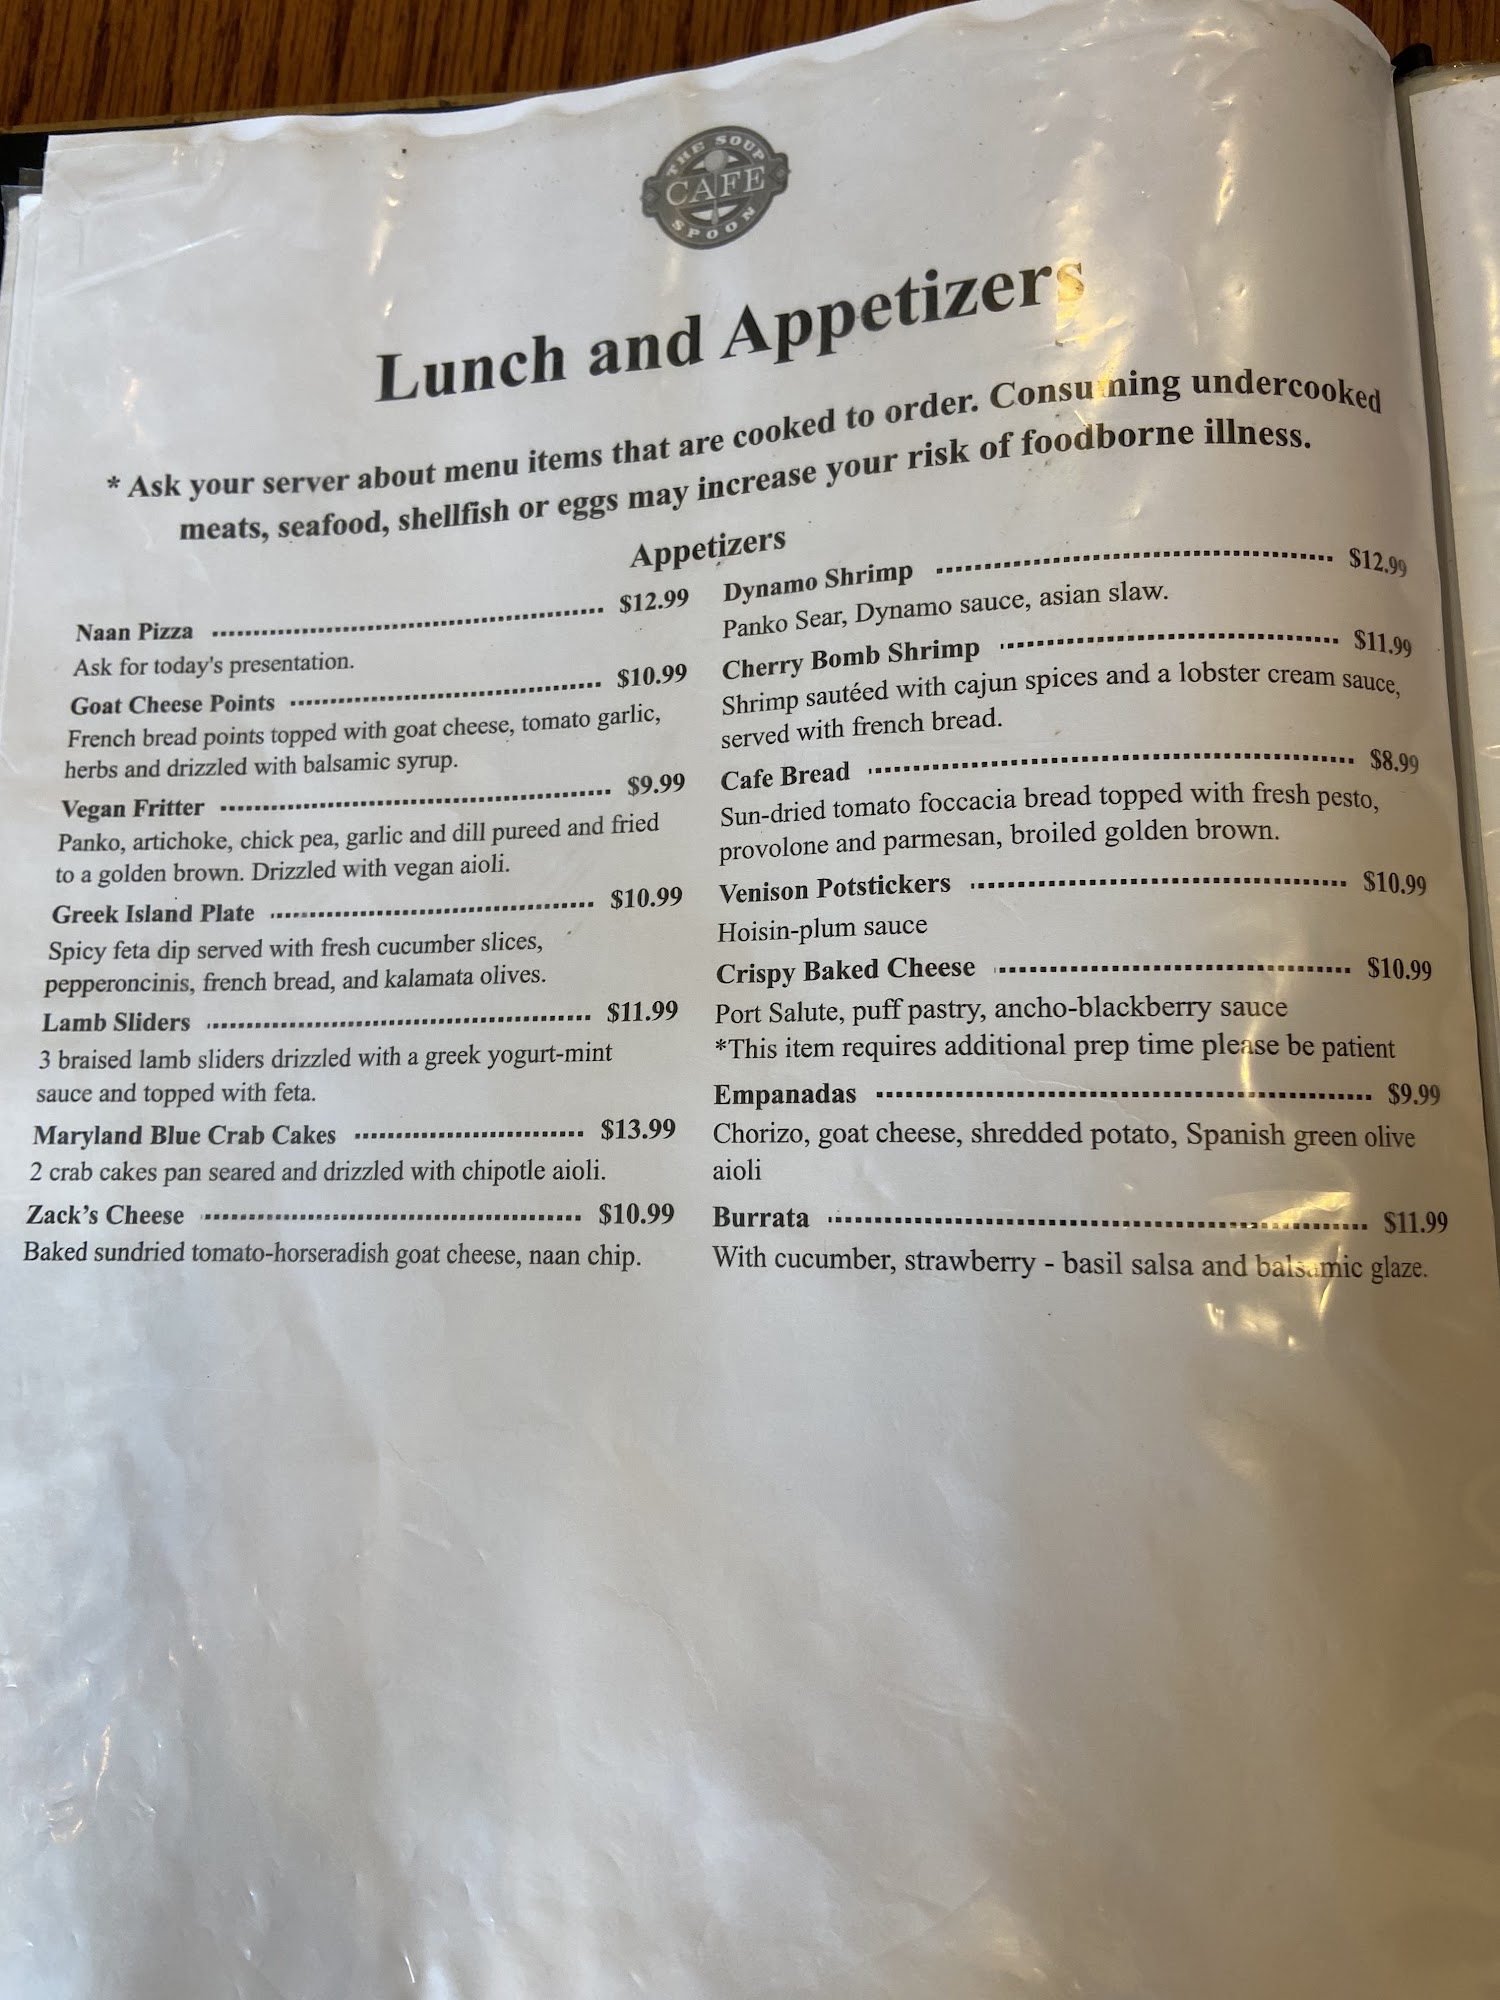 THE SOUP
CAFE
SPOON
Lunch and Appetizers
* Ask your server about menu items that are cooked to order. Consuming undercooked
meats, seafood, shellfish or eggs may increase your risk of foodborne illness.
Appetizers
Naan Pizza $12.99
Ask for today's presentation.
Goat Cheese Points $10.99
French bread points topped with goat cheese, tomato garlic,
herbs and drizzled with balsamic syrup.
Vegan Fritter $9.99
Panko, artichoke, chick pea, garlic and dill pureed and fried
to a golden brown. Drizzled with vegan aioli.
Greek Island Plate $10.99
Spicy feta dip served with fresh cucumber slices,
pepperoncinis, french bread, and kalamata olives.
Lamb Sliders $11.99
3 braised lamb sliders drizzled with a greek yogurt-mint
sauce and topped with feta.
Maryland Blue Crab Cakes $13.99
2 crab cakes pan seared and drizzled with chipotle aioli.
Zack's Cheese $10.99
Baked sundried tomato-horseradish goat cheese, naan chip.
Dynamo Shrimp $12.99
Panko Sear, Dynamo sauce, asian slaw.
Cherry Bomb Shrimp $11.99
Shrimp sautéed with cajun spices and a lobster cream sauce,
served with french bread.
Cafe Bread $8.99
Sun-dried tomato foccacia bread topped with fresh pesto,
provolone and parmesan, broiled golden brown.
Venison Potstickers $10.99
Hoisin-plum sauce
Crispy Baked Cheese $10.99
Port Salute, puff pastry, ancho-blackberry sauce
*This item requires additional prep time please be patient
Empanadas $9.99
Chorizo, goat cheese, shredded potato, Spanish green olive
aioli
Burrata $11.99
With cucumber, strawberry - basil salsa and balsamic glaze.